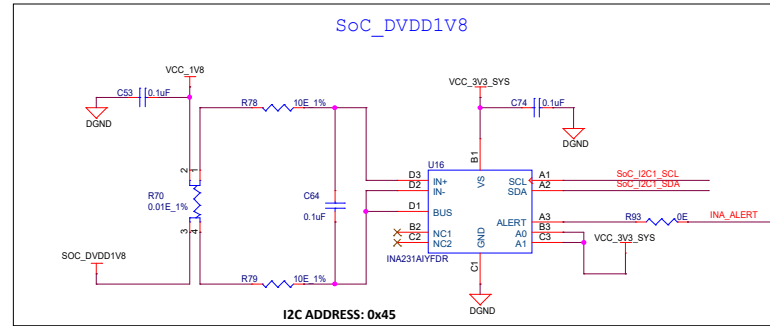 SoC_DVDD1V8
VCC_1V8
VCC_3V3_SYS
C53
0.1uF
C74
0.1uF
DGND
R78
10E_1%
DGND
B1
U16
2
1
D3
IN+
VS
SCL
A1
SoC_I2C1_SCL
D2
IN-
SDA
A2
SoC_I2C1_SDA
R70
0.01E_1%
C64
0.1uF
D1
BUS
ALERT
A3
R93
0E
INA_ALERT
B2
NC1
A0
B3
C2
NC2
GND
A1
C3
VCC_3V3_SYS
3
4
INA231AIYFDR
C1
SOC_DVDD1V8
R79
10E_1%
DGND
I2C ADDRESS: 0x45